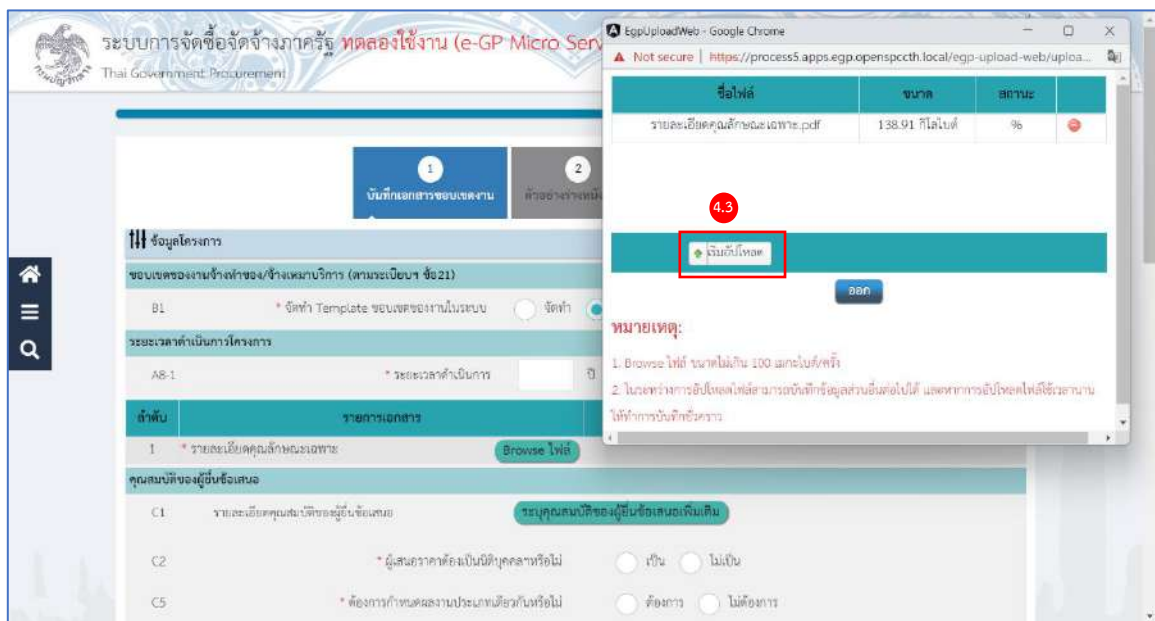 ระบบการจัดซื้อจัดจ้างภาครัฐ ทดลองใช้งาน (e-GP Micro Serv
Thai Government Procurement
EgpUploadWeb - Google Chrome
Not secure | https://process5.apps.egp.openspccth.local/egp-upload-web/uploa...
ชื่อไฟล์ ขนาด สถานะ
รายละเอียดคุณลักษณะเฉพาะ.pdf 138.91 กิโลไบต์ %
4.3
เริ่มอัปโหลด
ออก
หมายเหตุ:
1. Browse ไฟล์ ขนาดไม่เกิน 100 เมกะไบต์/ครั้ง
2. ในระหว่างการอัปโหลดไฟล์สามารถบันทึกข้อมูลส่วนอื่นต่อไปได้ และหากการอัปโหลดไฟล์ใช้เวลานาน
ให้ทำการบันทึกชั่วคราว
1 2
บันทึกเอกสารขอบเขตงาน ตัวอย่างร่างหนัง
ข้อมูลโครงการ
ขอบเขตของงานจ้างทำของ/จ้างเหมาบริการ (ตามระเบียบฯ ข้อ21)
B1 * จัดทำ Template ขอบเขตของงานในระบบ จัดทำ
ระยะเวลาดำเนินการโครงการ
A8-1 * ระยะเวลาดำเนินการ ปี
ลำดับ รายการเอกสาร
1 * รายละเอียดคุณลักษณะเฉพาะ Browse ไฟล์
คุณสมบัติของผู้ยื่นข้อเสนอ
C1 รายละเอียดคุณสมบัติของผู้ยื่นข้อเสนอ ระบุคุณสมบัติของผู้ยื่นข้อเสนอเพิ่มเติม
C2 * ผู้เสนอราคาต้องเป็นนิติบุคคลฯหรือไม่ เป็น ไม่เป็น
C5 * ต้องการกำหนดผลงานประเภทเดียวกันหรือไม่ ต้องการ ไม่ต้องการ